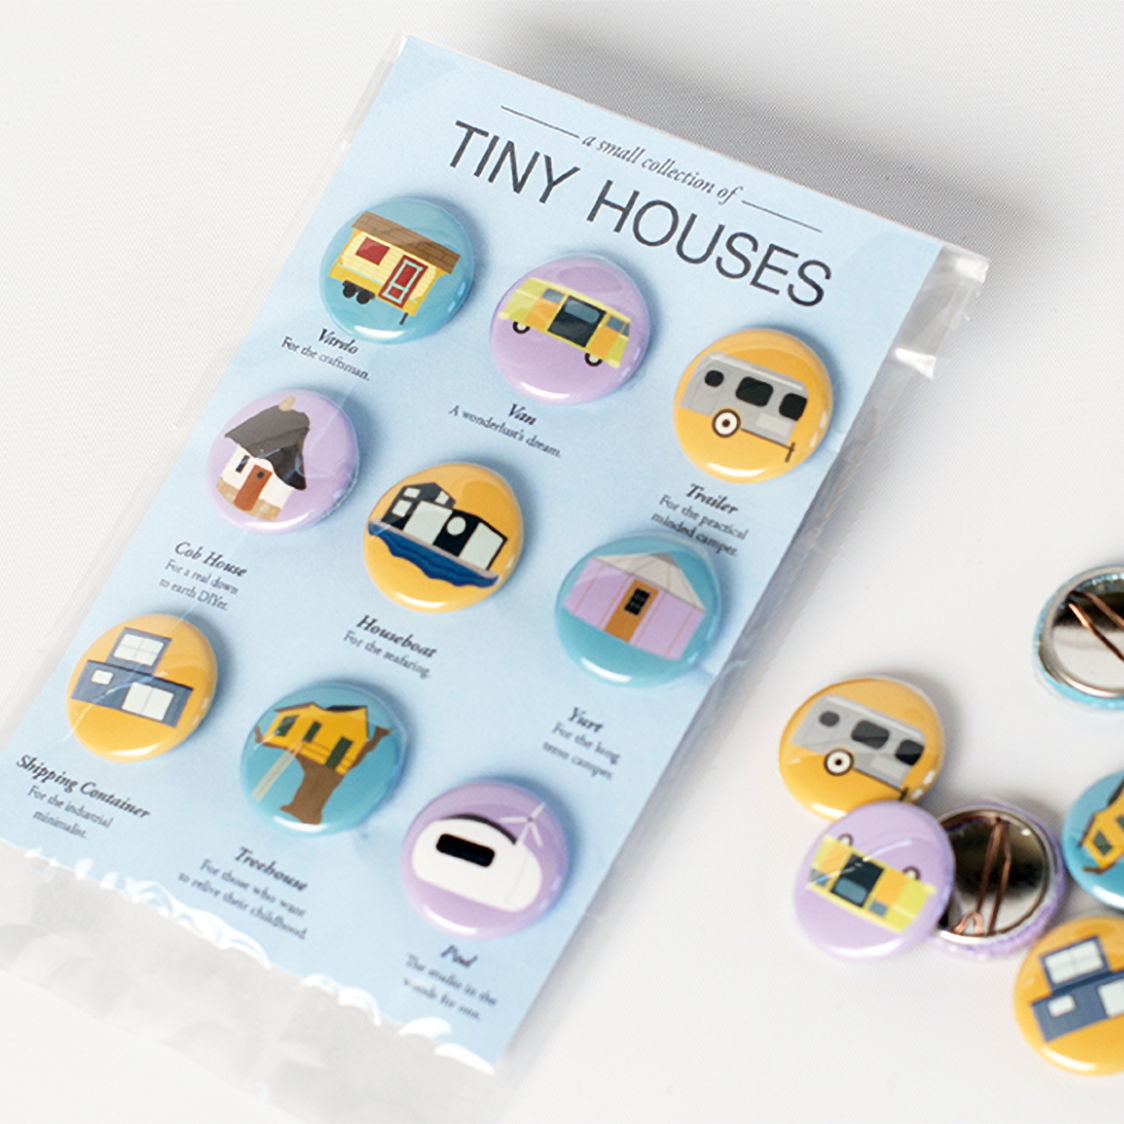 a small collection of
TINY HOUSES
Vardo
For the craftsman.
Van
A wonderlust's dream.
Trailer
For the practical
minded camper.
Cob House
For a real down
to earth DIYer.
Houseboat
For the seafaring.
Yurt
For the long
term camper.
Shipping Container
For the industrial
minimalist.
Treehouse
For those who want
to relive their childhood.
Pod
The studio in the
woods for one.